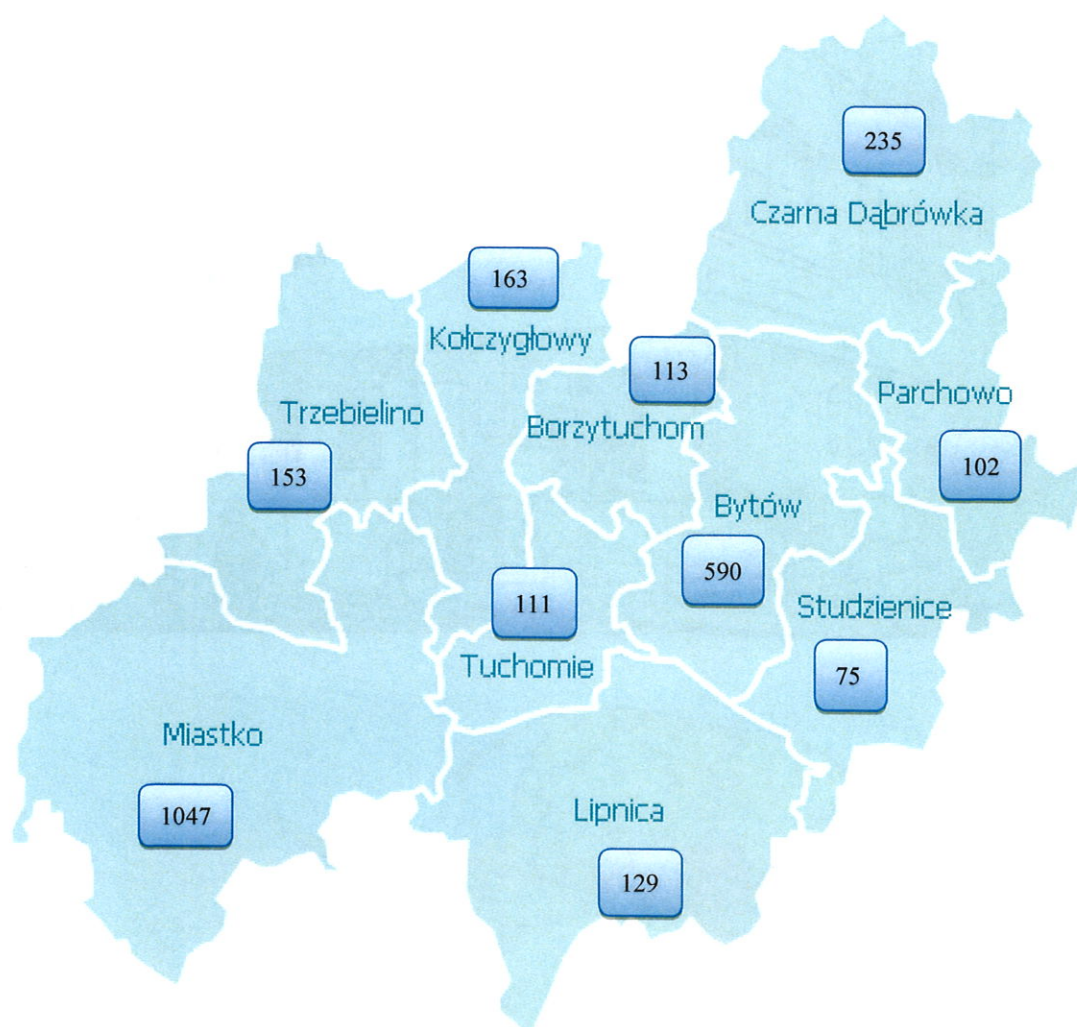 235
Czarna Dąbrówka
163
Kołczygłowy
113
Borzytuchom
Parchowo
102
Trzebielino
153
Bytów
590
111
Tuchomie
Studzienice
75
Miastko
1047
Lipnica
129